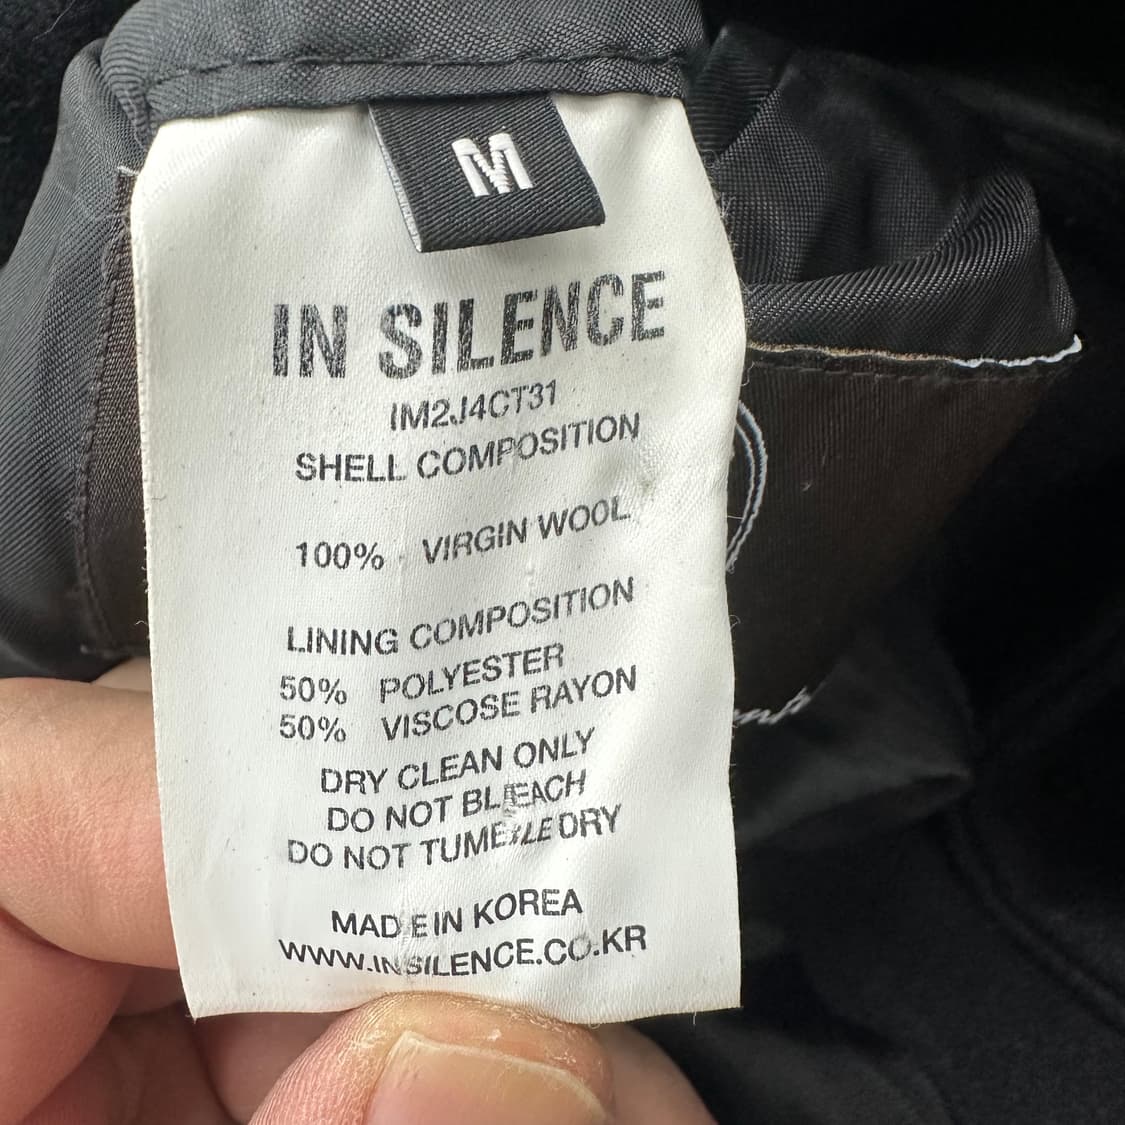 M
IN SILENCE
IM2J4CT31
SHELL COMPOSITION
100% VIRGIN WOOL
LINING COMPOSITION
50% POLYESTER
50% VISCOSE RAYON
DRY CLEAN ONLY
DO NOT BLEACH
DO NOT TUMBLE DRY
MADE IN KOREA
WWW.INSILENCE.CO.KR